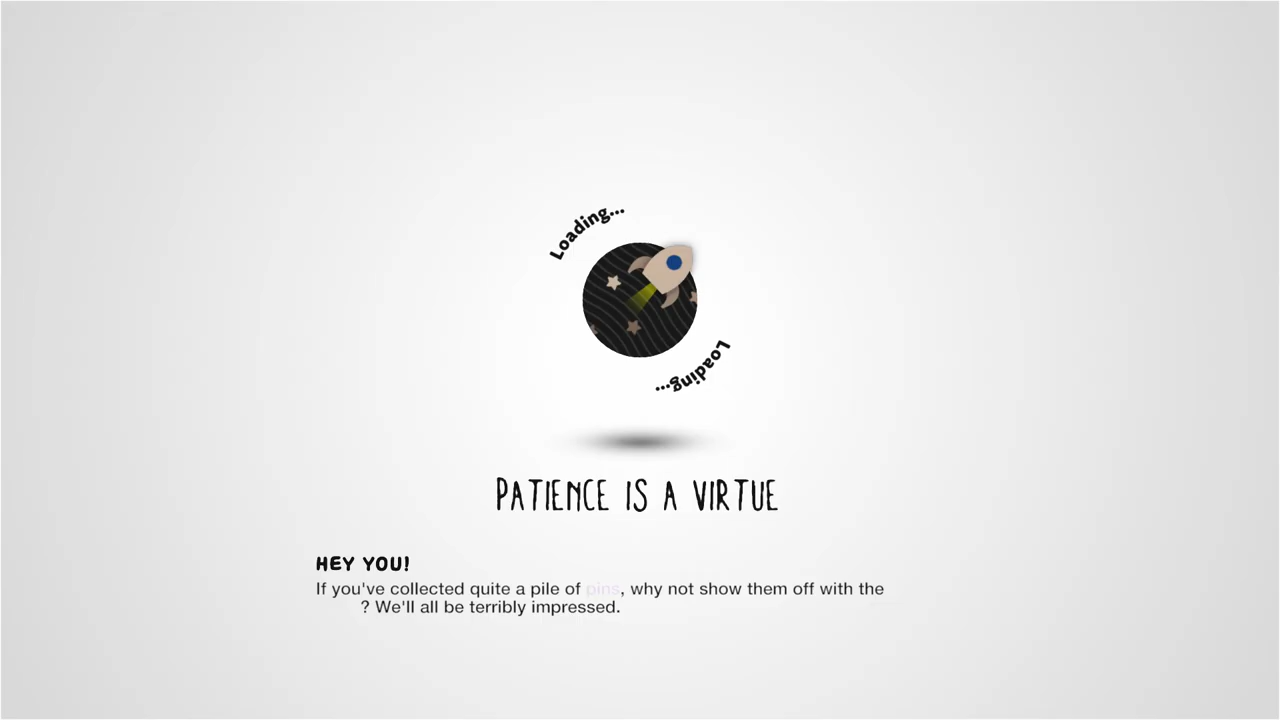 Loading...
Loading...
PATIENCE IS A VIRTUE
HEY YOU!
If you've collected quite a pile of pins, why not show them off with the
? We'll all be terribly impressed.